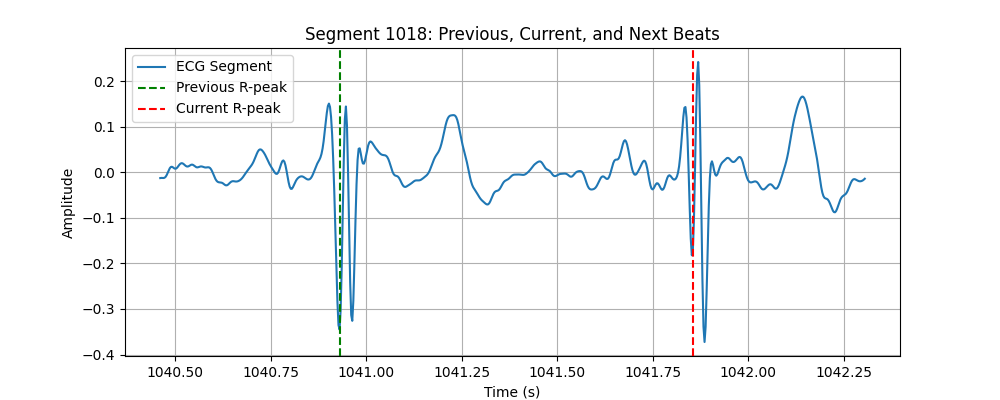 Segment 1018: Previous, Current, and Next Beats
ECG Segment
Previous R-peak
Current R-peak
0.2
0.1
0.0
−0.1
−0.2
−0.3
−0.4
Amplitude
1040.50 1040.75 1041.00 1041.25 1041.50 1041.75 1042.00 1042.25
Time (s)